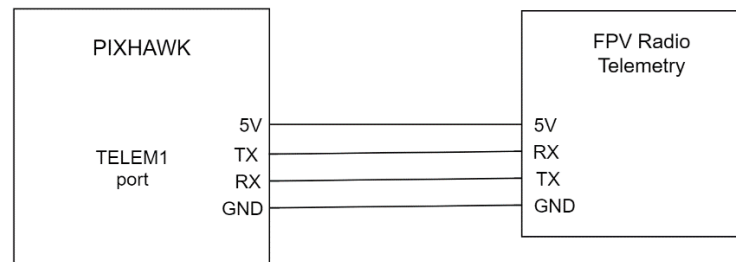 PIXHAWK
TELEM1
port
5V
TX
RX
GND
FPV Radio
Telemetry
5V
RX
TX
GND